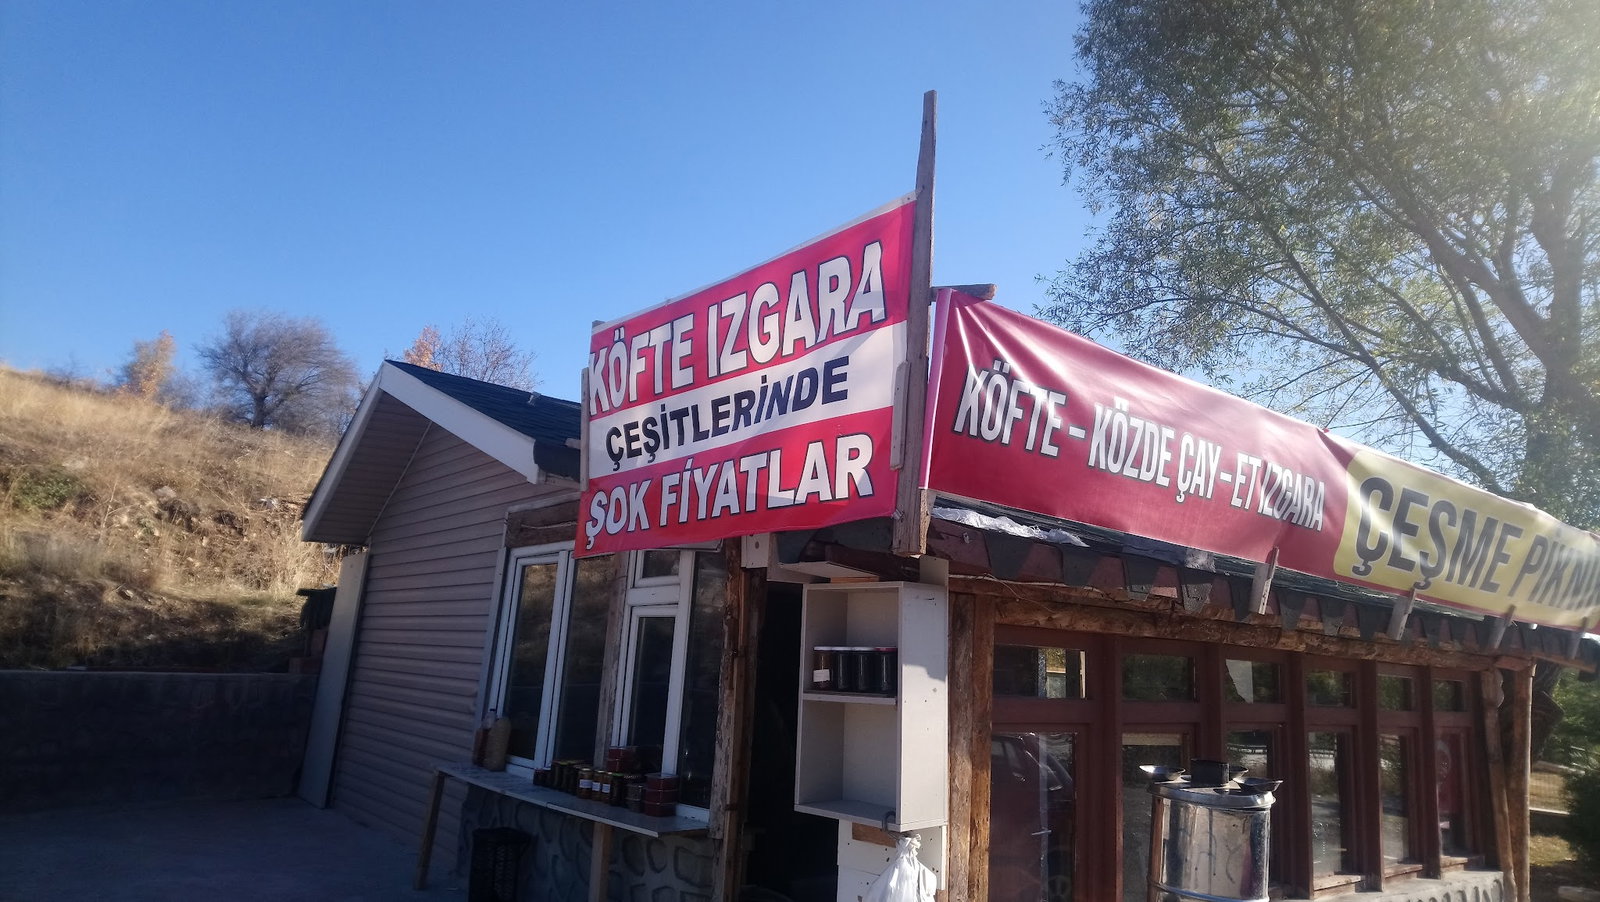 KÖFTE IZGARA
ÇEŞİTLERİNDE
ŞOK FİYATLAR
KÖFTE - KÖZDE ÇAY - ET IZGARA
ÇEŞME